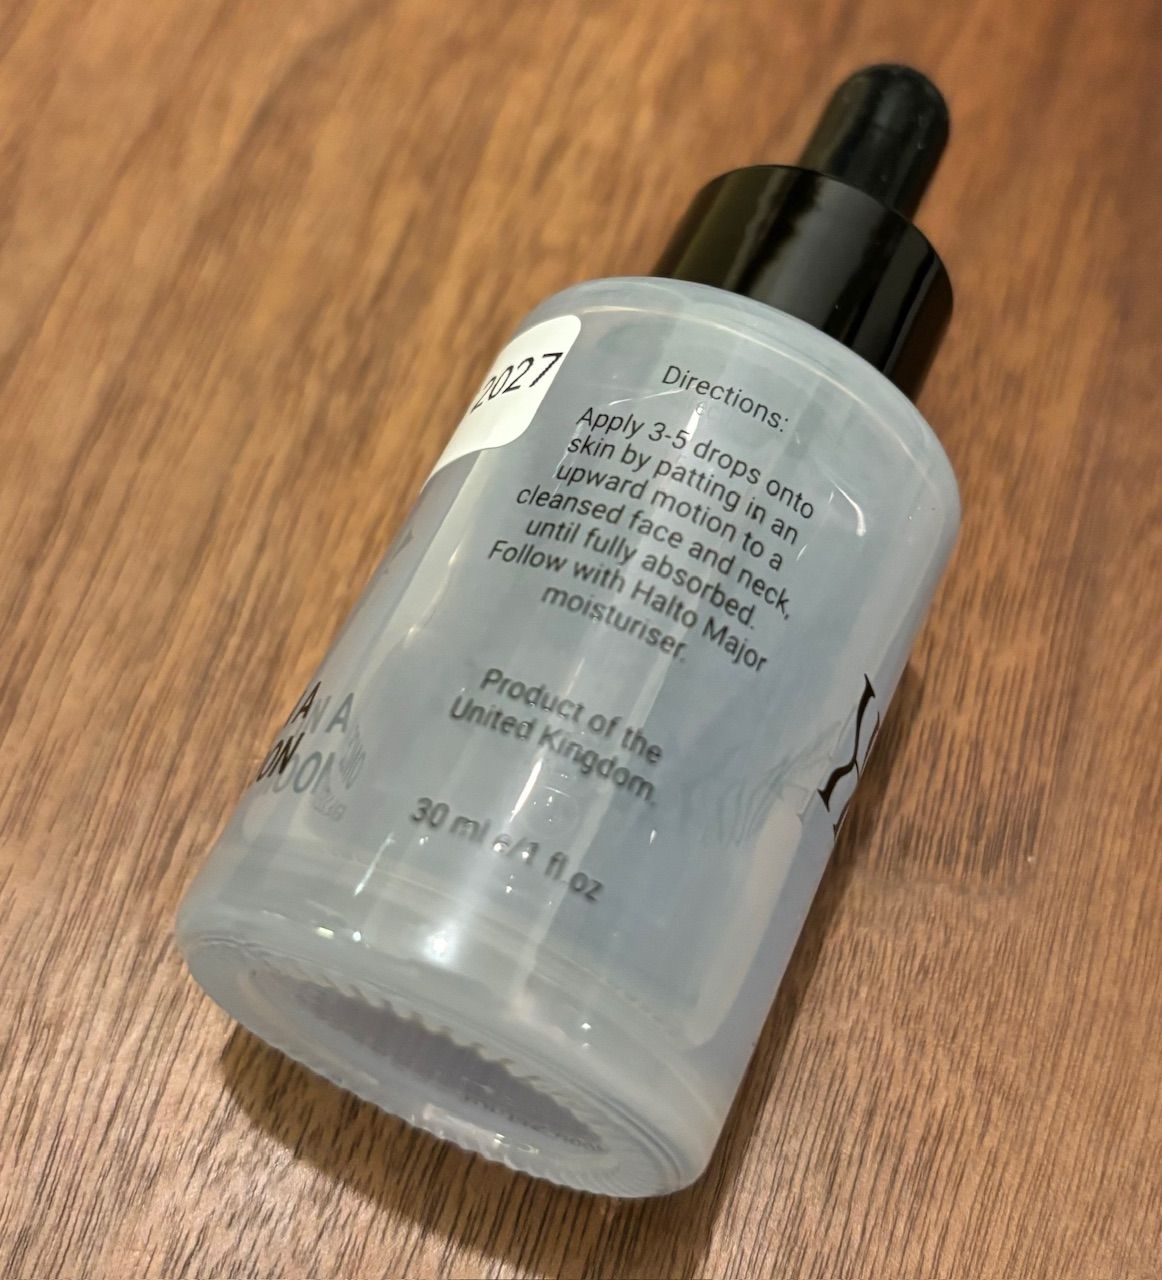 2027
Directions:
Apply 3-5 drops onto
skin by patting in an
upward motion to a
cleansed face and neck,
until fully absorbed.
Follow with Halto Major
moisturiser.
Product of the
United Kingdom.
30 ml e/1 fl.oz